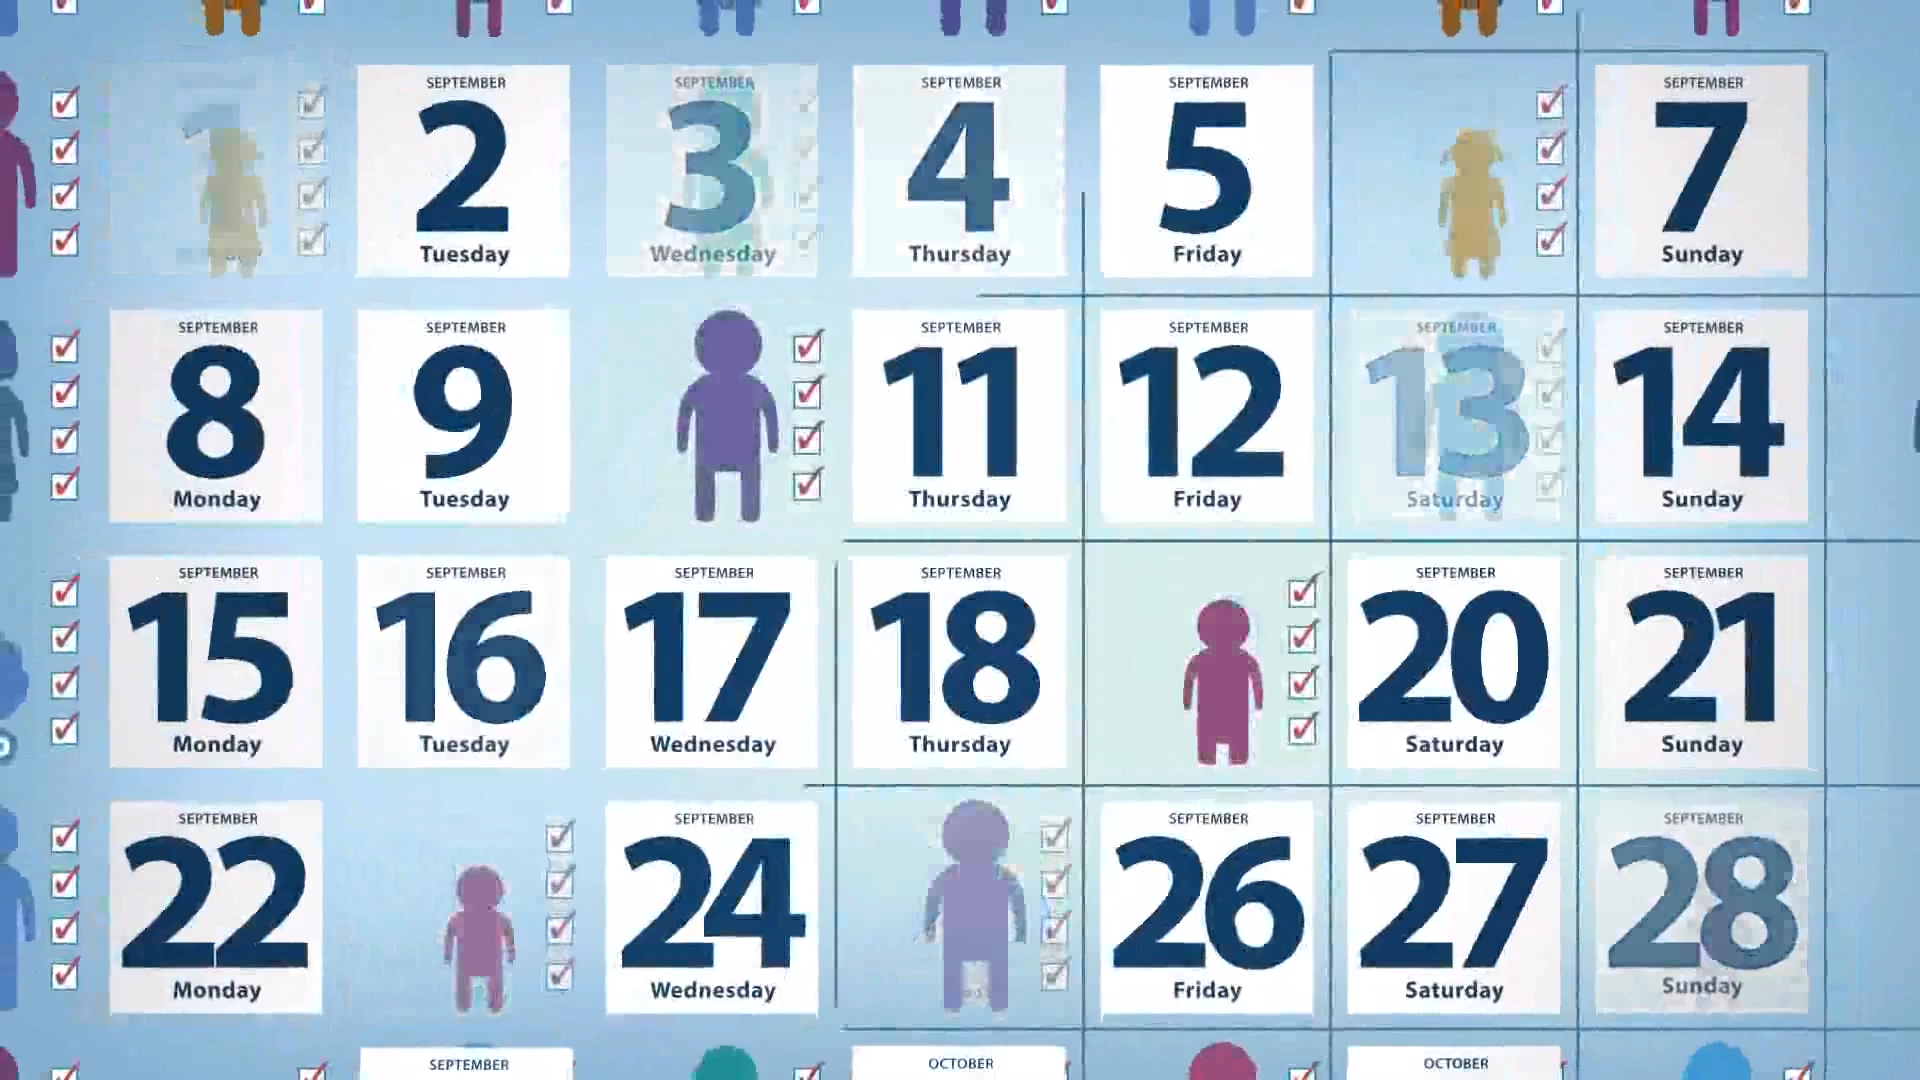 SEPTEMBER
2
Tuesday
SEPTEMBER
3
Wednesday
SEPTEMBER
4
Thursday
SEPTEMBER
5
Friday
SEPTEMBER
7
Sunday
SEPTEMBER
8
Monday
SEPTEMBER
9
Tuesday
SEPTEMBER
11
Thursday
SEPTEMBER
12
Friday
SEPTEMBER
13
Saturday
SEPTEMBER
14
Sunday
SEPTEMBER
15
Monday
SEPTEMBER
16
Tuesday
SEPTEMBER
17
Wednesday
SEPTEMBER
18
Thursday
SEPTEMBER
20
Saturday
SEPTEMBER
21
Sunday
SEPTEMBER
22
Monday
SEPTEMBER
24
Wednesday
SEPTEMBER
26
Friday
SEPTEMBER
27
Saturday
SEPTEMBER
28
Sunday
SEPTEMBER
OCTOBER
OCTOBER